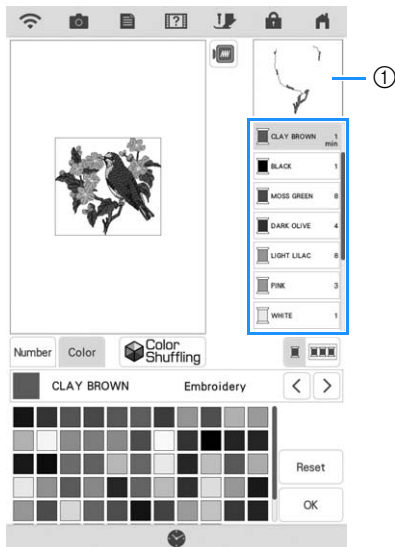 ①
CLAY BROWN 1
min
BLACK 1
MOSS GREEN 8
DARK OLIVE 4
LIGHT LILAC 8
PINK 3
WHITE 1
Number Color Color
Shuffling
CLAY BROWN Embroidery < >
Reset
OK